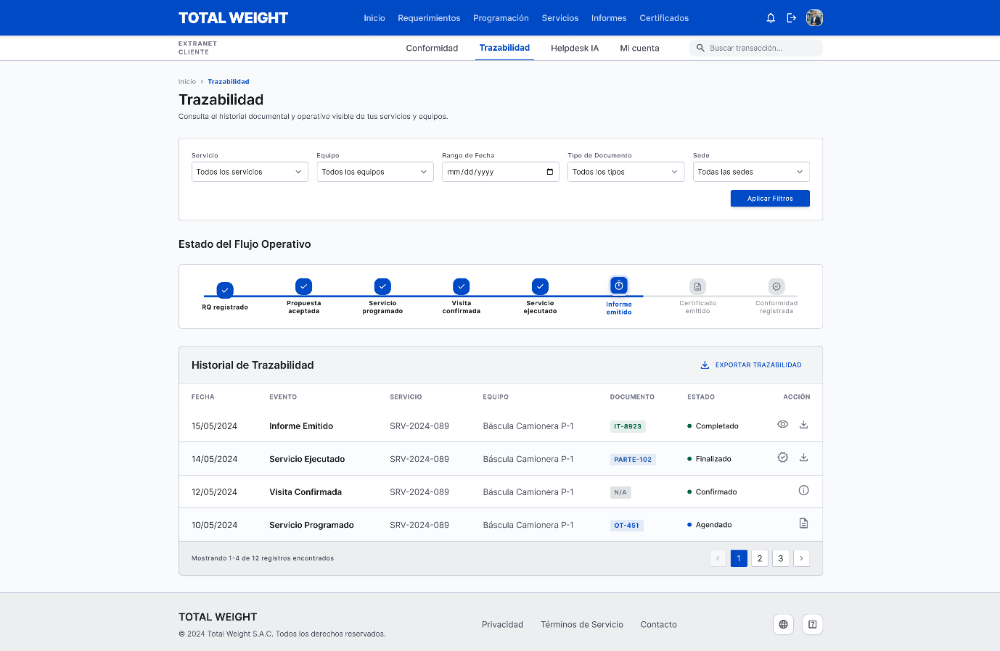 TOTAL WEIGHT
Inicio
Requerimientos
Programación
Servicios
Informes
Certificados
EXTRANET
CLIENTE
Conformidad
Trazabilidad
Helpdesk IA
Mi cuenta
Buscar transacción...
Inicio > Trazabilidad
Trazabilidad
Consulta el historial documental y operativo visible de tus servicios y equipos.
Servicio
Equipo
Rango de Fecha
Tipo de Documento
Sede
Todos los servicios
Todos los equipos
mm/dd/yyyy
Todos los tipos
Todas las sedes
Aplicar Filtros
Estado del Flujo Operativo
RQ registrado
Propuesta
aceptada
Servicio
programado
Visita
confirmada
Servicio
ejecutado
Informe
emitido
Certificado
emitido
Conformidad
registrada
Historial de Trazabilidad
EXPORTAR TRAZABILIDAD
FECHA EVENTO SERVICIO EQUIPO DOCUMENTO ESTADO ACCIÓN
15/05/2024 Informe Emitido SRV-2024-089 Báscula Camionera P-1 IT-8923 Completado
14/05/2024 Servicio Ejecutado SRV-2024-089 Báscula Camionera P-1 PARTE-102 Finalizado
12/05/2024 Visita Confirmada SRV-2024-089 Báscula Camionera P-1 N/A Confirmado
10/05/2024 Servicio Programado SRV-2024-089 Báscula Camionera P-1 OT-451 Agendado
Mostrando 1-4 de 12 registros encontrados
1 2 3
TOTAL WEIGHT
© 2024 Total Weight S.A.C. Todos los derechos reservados.
Privacidad
Términos de Servicio
Contacto